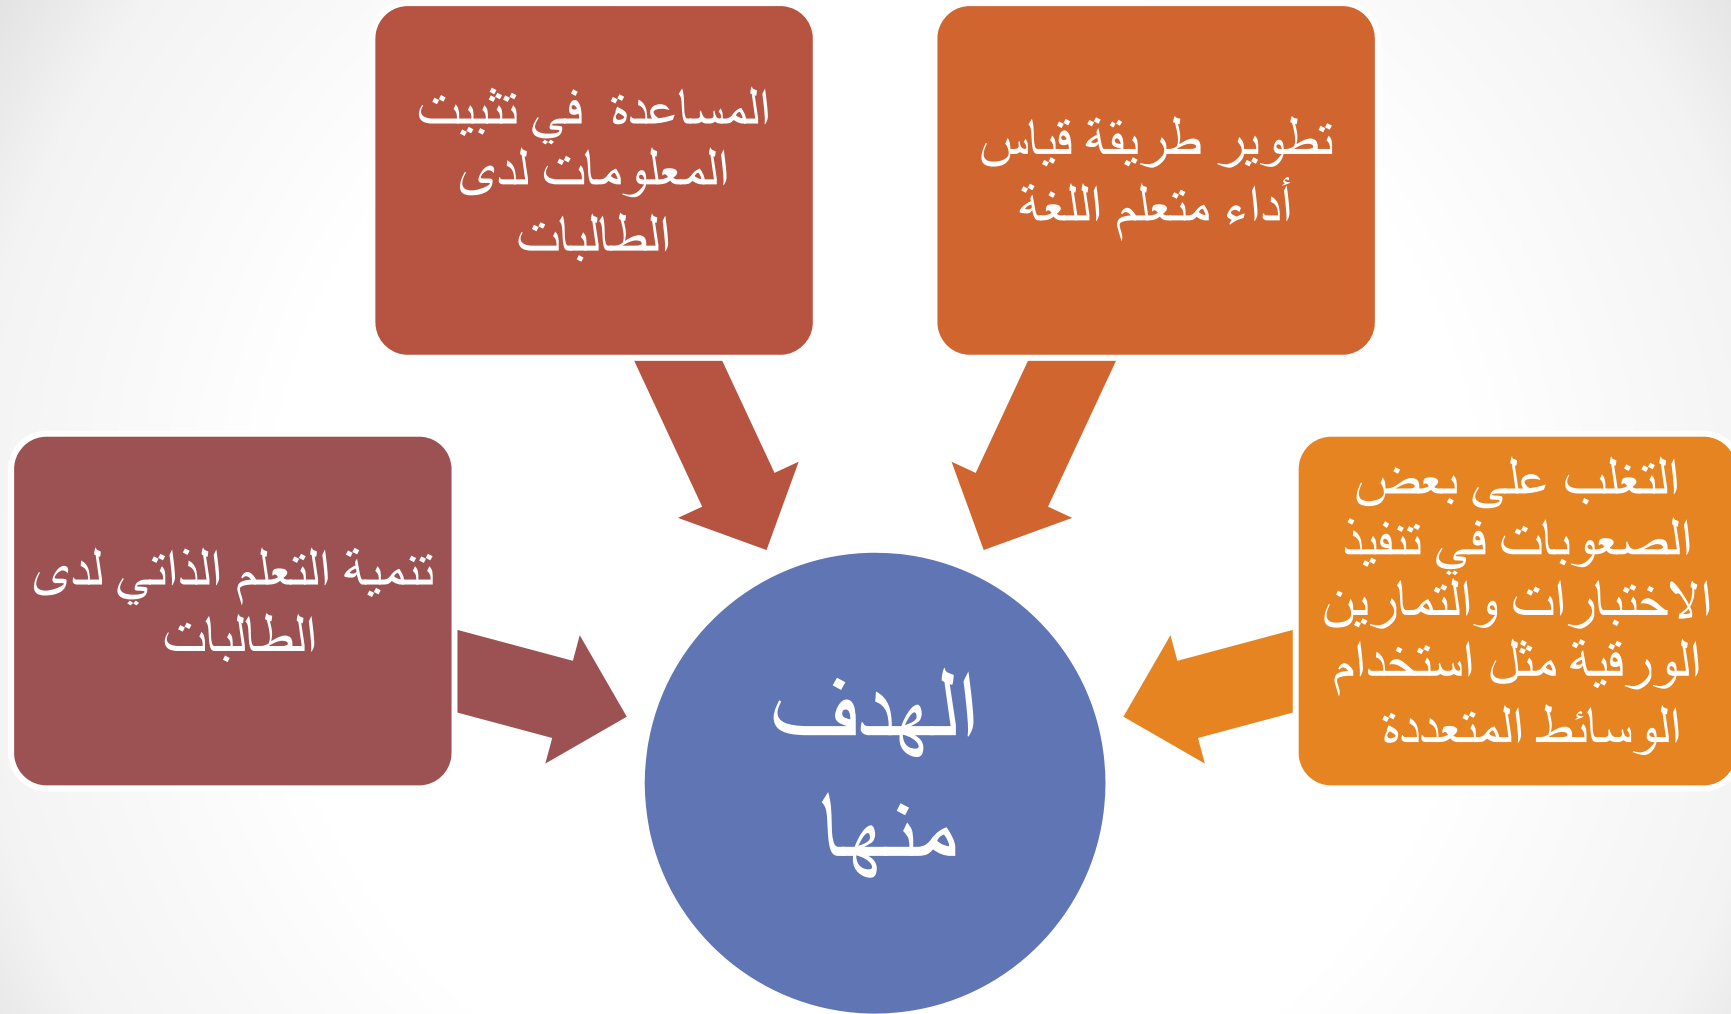 التغلب على بعض
الصعوبات في تنفيذ
الاختبارات والتمارين
الورقية مثل استخدام
الوسائط المتعددة
تطوير طريقة قياس
أداء متعلم اللغة
المساعدة في تثبيت
المعلومات لدى
الطالبات
تنمية التعلم الذاتي لدى
الطالبات
الهدف
منها